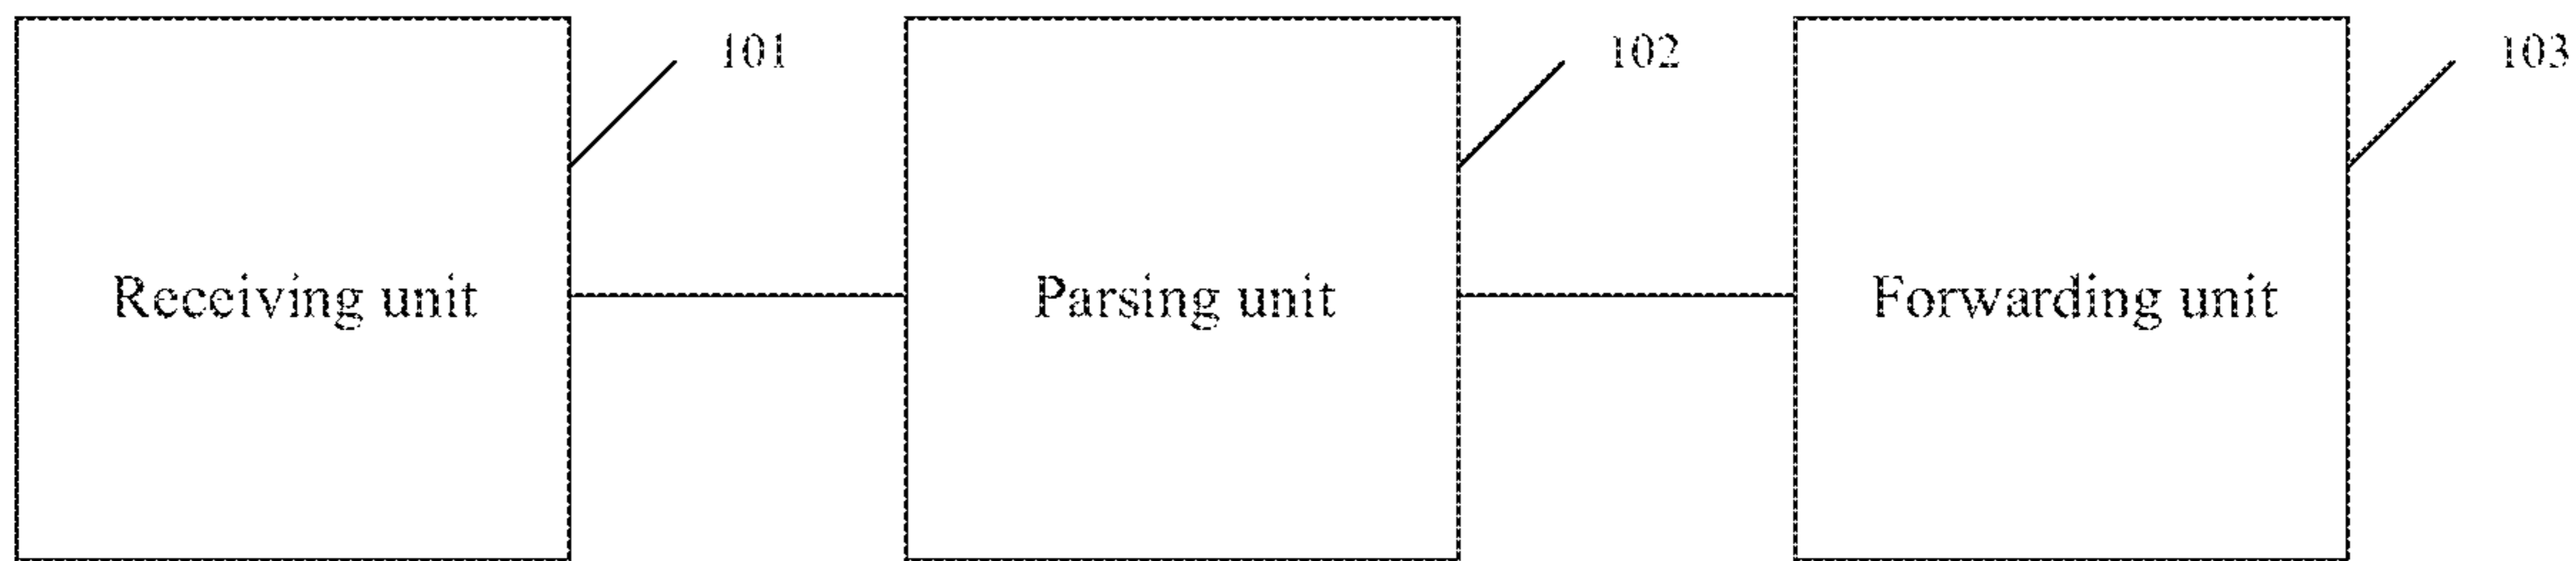 101
102
103
Receiving unit
Parsing unit
Forwarding unit